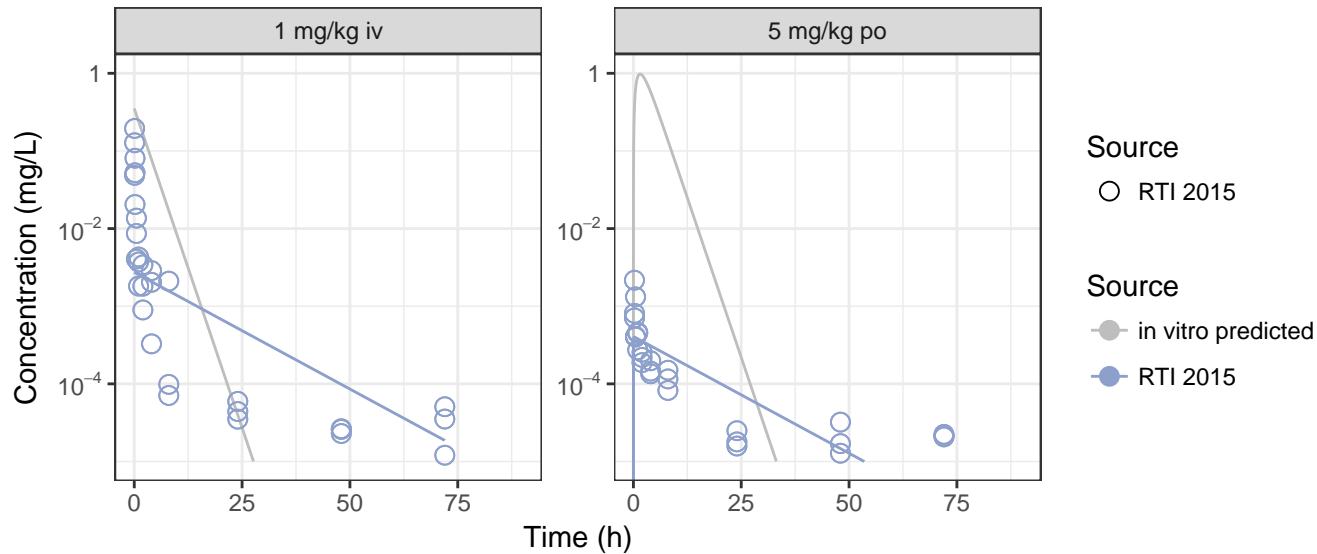 1 mg/kg iv
5 mg/kg po
Concentration (mg/L)
1
10⁻²
10⁻⁴
1
10⁻²
10⁻⁴
0 25 50 75
0 25 50 75
Time (h)
Source
RTI 2015
Source
in vitro predicted
RTI 2015